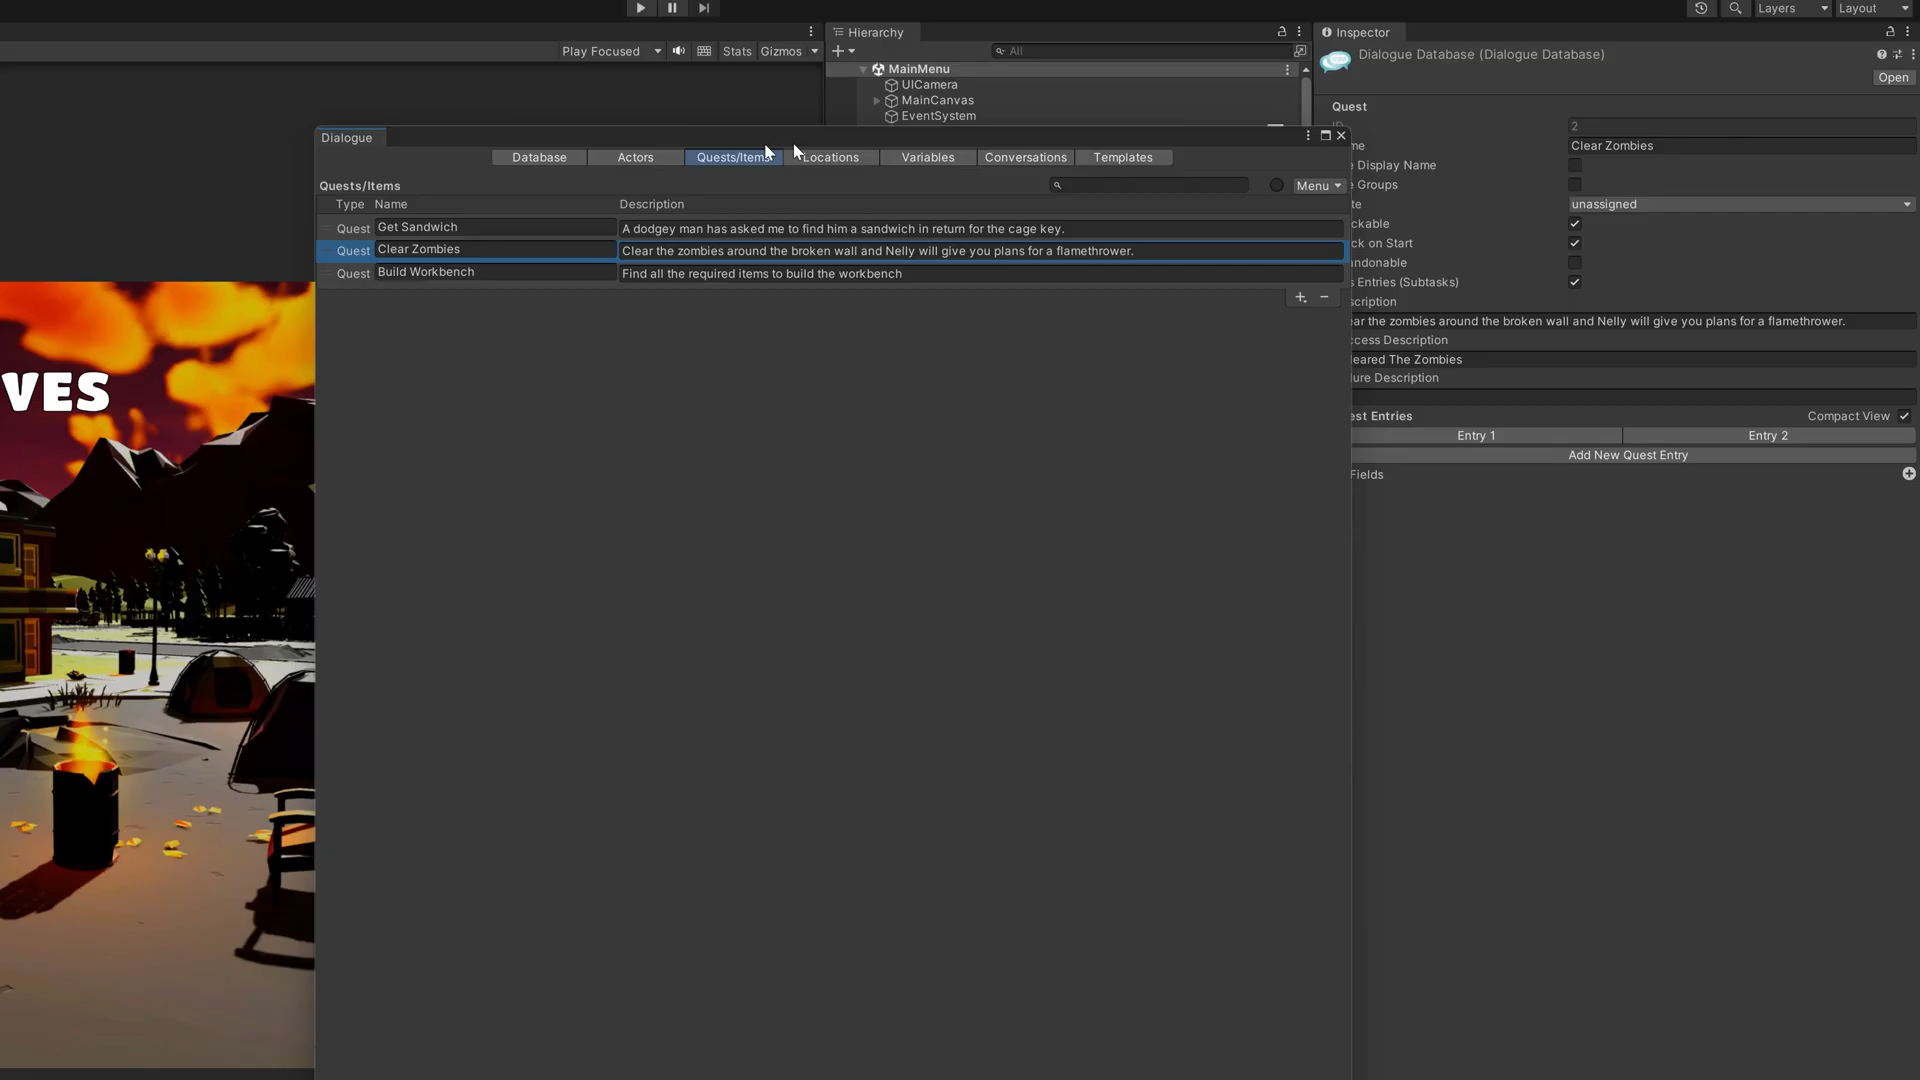 Layers
Layout
Play Focused
Stats
Gizmos
Hierarchy
All
MainMenu
UICamera
MainCanvas
EventSystem
Inspector
Dialogue Database (Dialogue Database)
Open
Quest
2
me
Clear Zombies
e Display Name
e Groups
te
unassigned
ckable
ck on Start
andonable
s Entries (Subtasks)
scription
ear the zombies around the broken wall and Nelly will give you plans for a flamethrower.
ccess Description
leared The Zombies
lure Description
est Entries
Compact View
Entry 1
Entry 2
Add New Quest Entry
Fields
Dialogue
Database
Actors
Quests/Items
Locations
Variables
Conversations
Templates
Quests/Items
Menu
Type Name Description
Quest Get Sandwich A dodgey man has asked me to find him a sandwich in return for the cage key.
Quest Clear Zombies Clear the zombies around the broken wall and Nelly will give you plans for a flamethrower.
Quest Build Workbench Find all the required items to build the workbench
VES